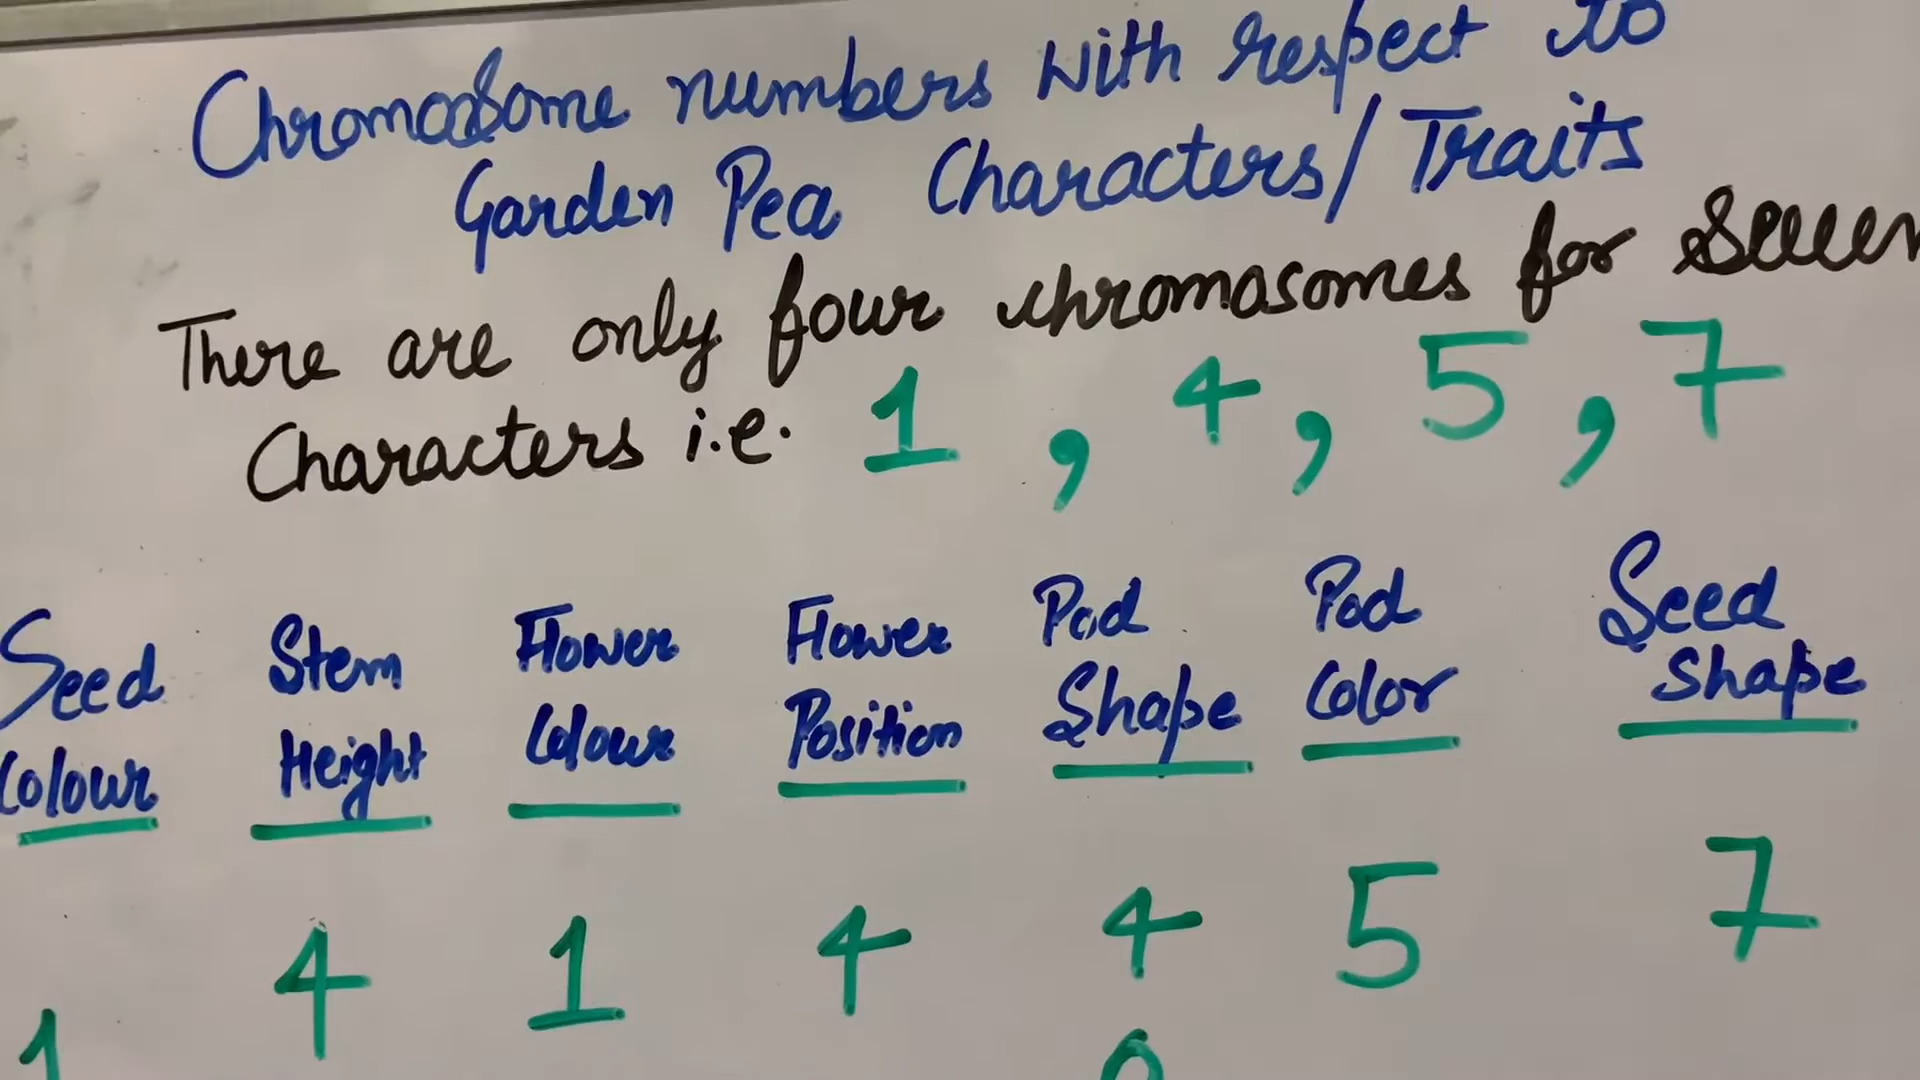 Chromosome numbers with respect to
Garden Pea Characters/Traits
There are only four chromasomes for Seven
Characters i.e. 1 , 4 , 5 , 7
Seed Stem Flower Flower Pod Pod Seed
Colour Height Colour Position Shape Color Shape
1 4 1 4 4 5 7